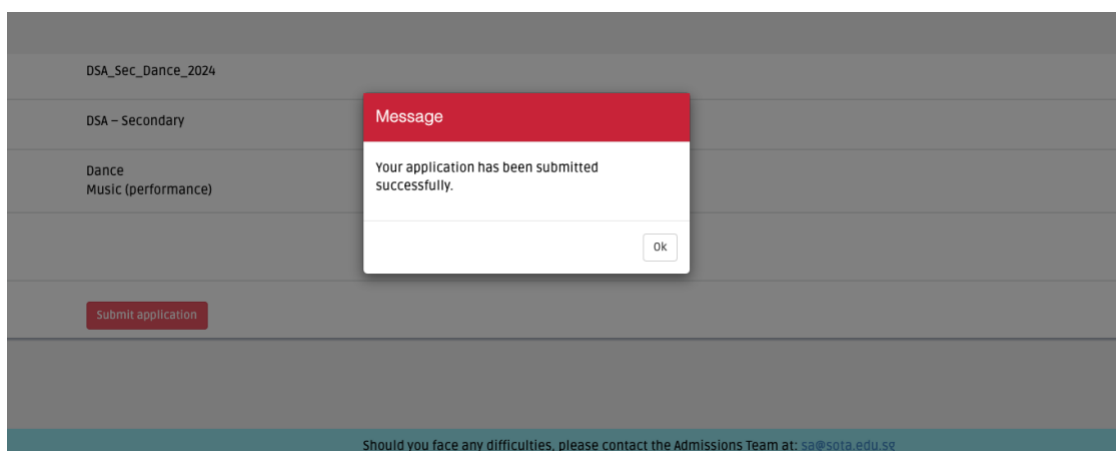 DSA_Sec_Dance_2024
DSA – Secondary
Dance
Music (performance)
Message
Your application has been submitted
successfully.
Ok
Submit application
Should you face any difficulties, please contact the Admissions Team at: sa@sota.edu.sg